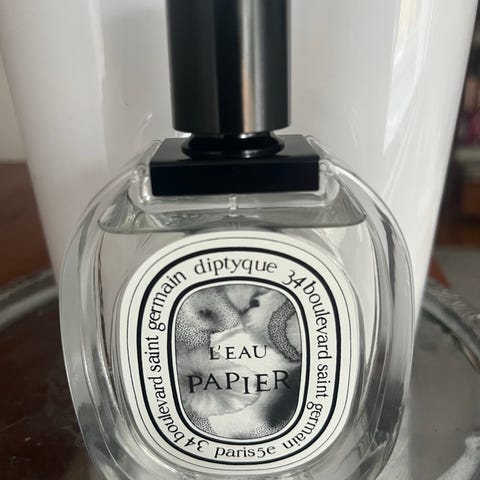 diptyque 34 boulevard saint germain
paris5e
34 boulevard saint germain
L'EAU
PAPIER